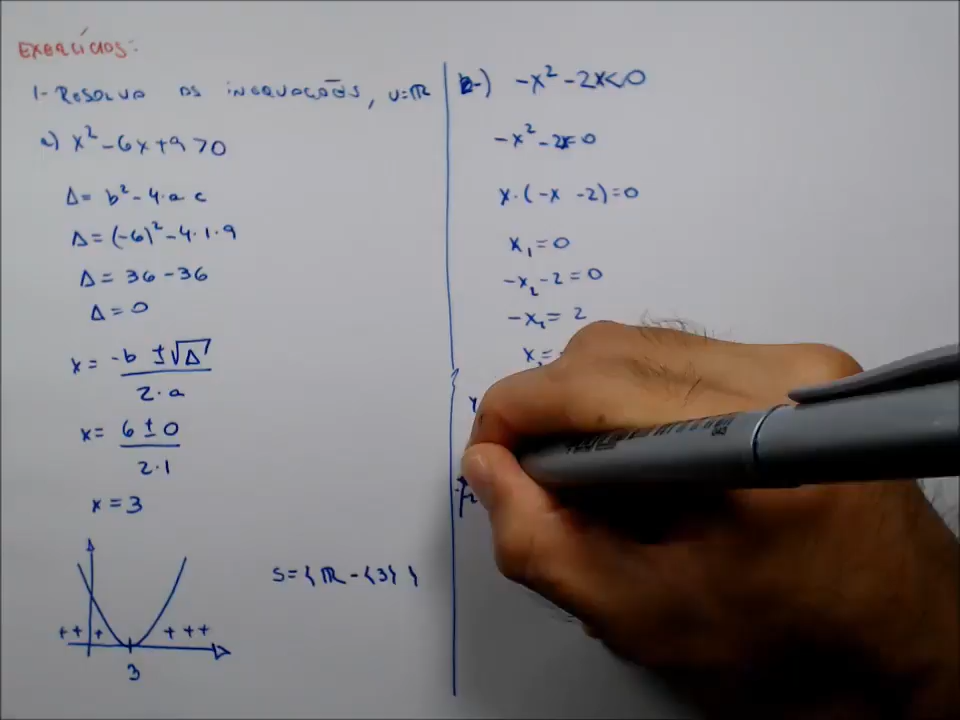 EXERCÍCIOS:
1- RESOLVA AS INEQUAÇÕES, U=ℝ
a) x² - 6x + 9 > 0
Δ = b² - 4·a c
Δ = (-6)² - 4·1·9
Δ = 36 - 36
Δ = 0
x = -b ± √Δ / 2·a
x = 6 ± 0 / 2·1
x = 3
+ + + + + +
3
S = { ℝ - {3} }
b-) -x² - 2x < 0
-x² - 2x = 0
x·(-x - 2) = 0
x₁ = 0
-x₂ - 2 = 0
-x₂ = 2